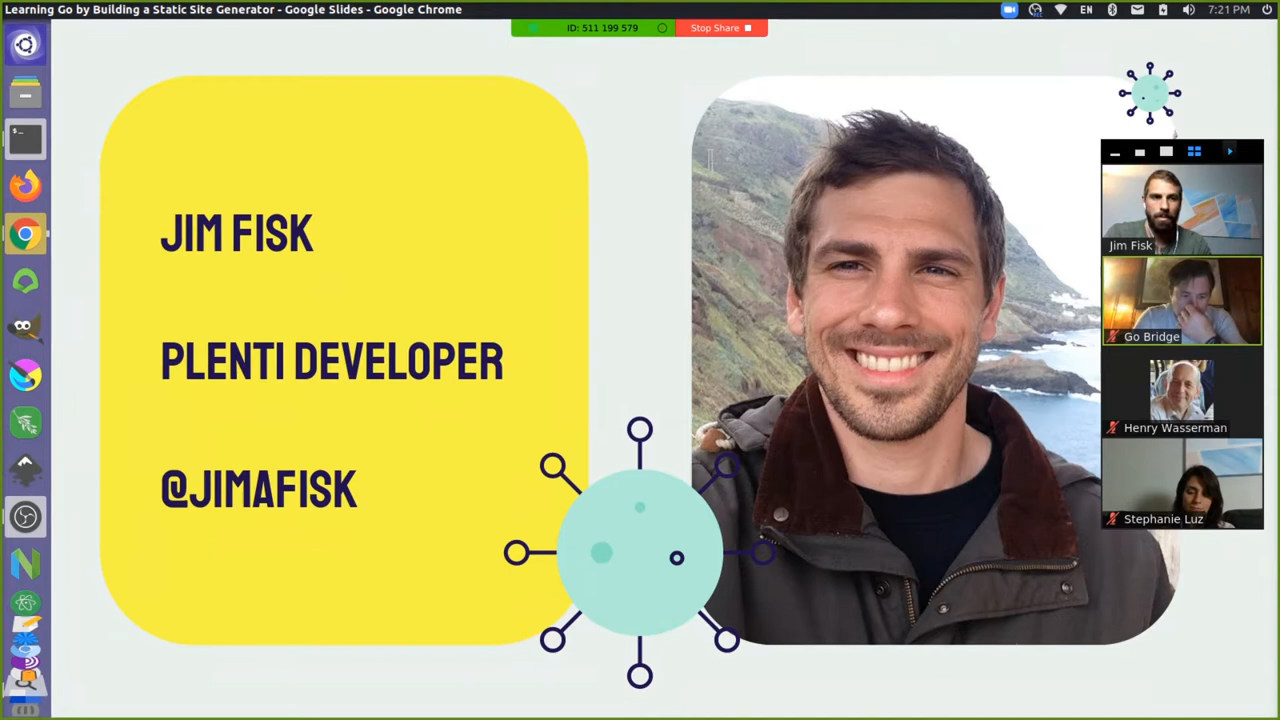 Learning Go by Building a Static Site Generator - Google Slides - Google Chrome
EN
7:21 PM
ID: 511 199 579
Stop Share
JIM FISK
PLENTI DEVELOPER
@JIMAFISK
Jim Fisk
Go Bridge
Henry Wasserman
Stephanie Luz